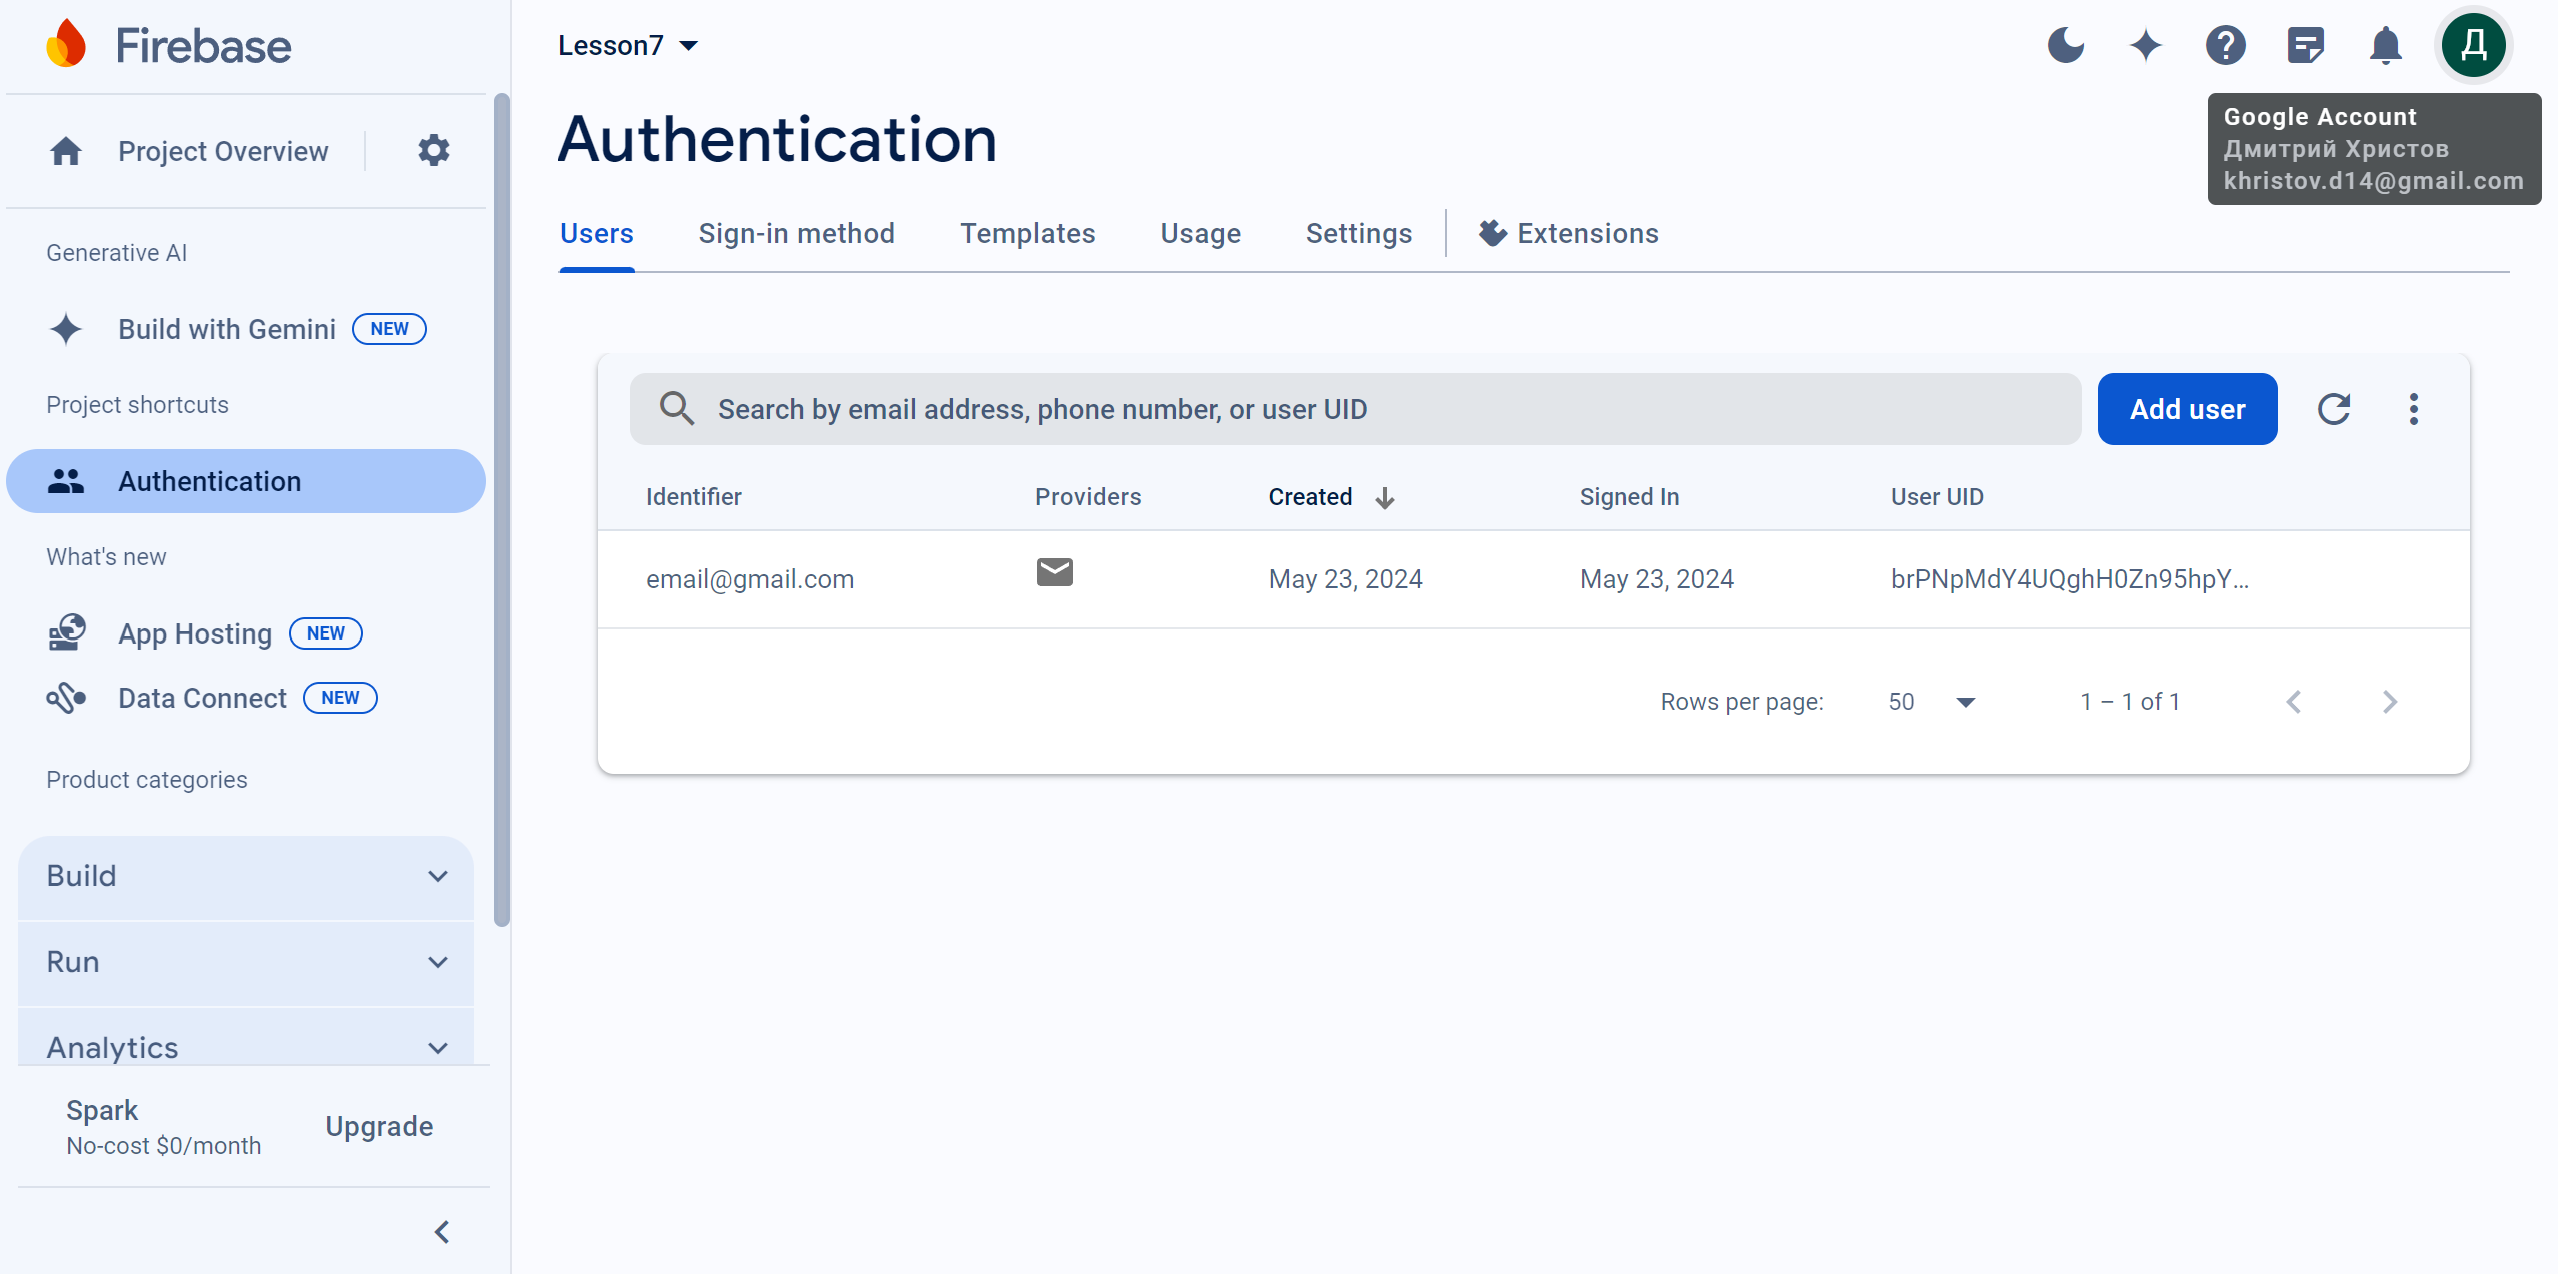 Firebase
Project Overview
Generative AI
Build with Gemini NEW
Project shortcuts
Authentication
What's new
App Hosting NEW
Data Connect NEW
Product categories
Build
Run
Analytics
Spark
No-cost $0/month
Upgrade
Lesson7
Д
Google Account
Дмитрий Христов
khristov.d14@gmail.com
Authentication
Users Sign-in method Templates Usage Settings Extensions
Search by email address, phone number, or user UID
Add user
Identifier Providers Created Signed In User UID
email@gmail.com May 23, 2024 May 23, 2024 brPNpMdY4UQghH0Zn95hpY...
Rows per page: 50 1 – 1 of 1